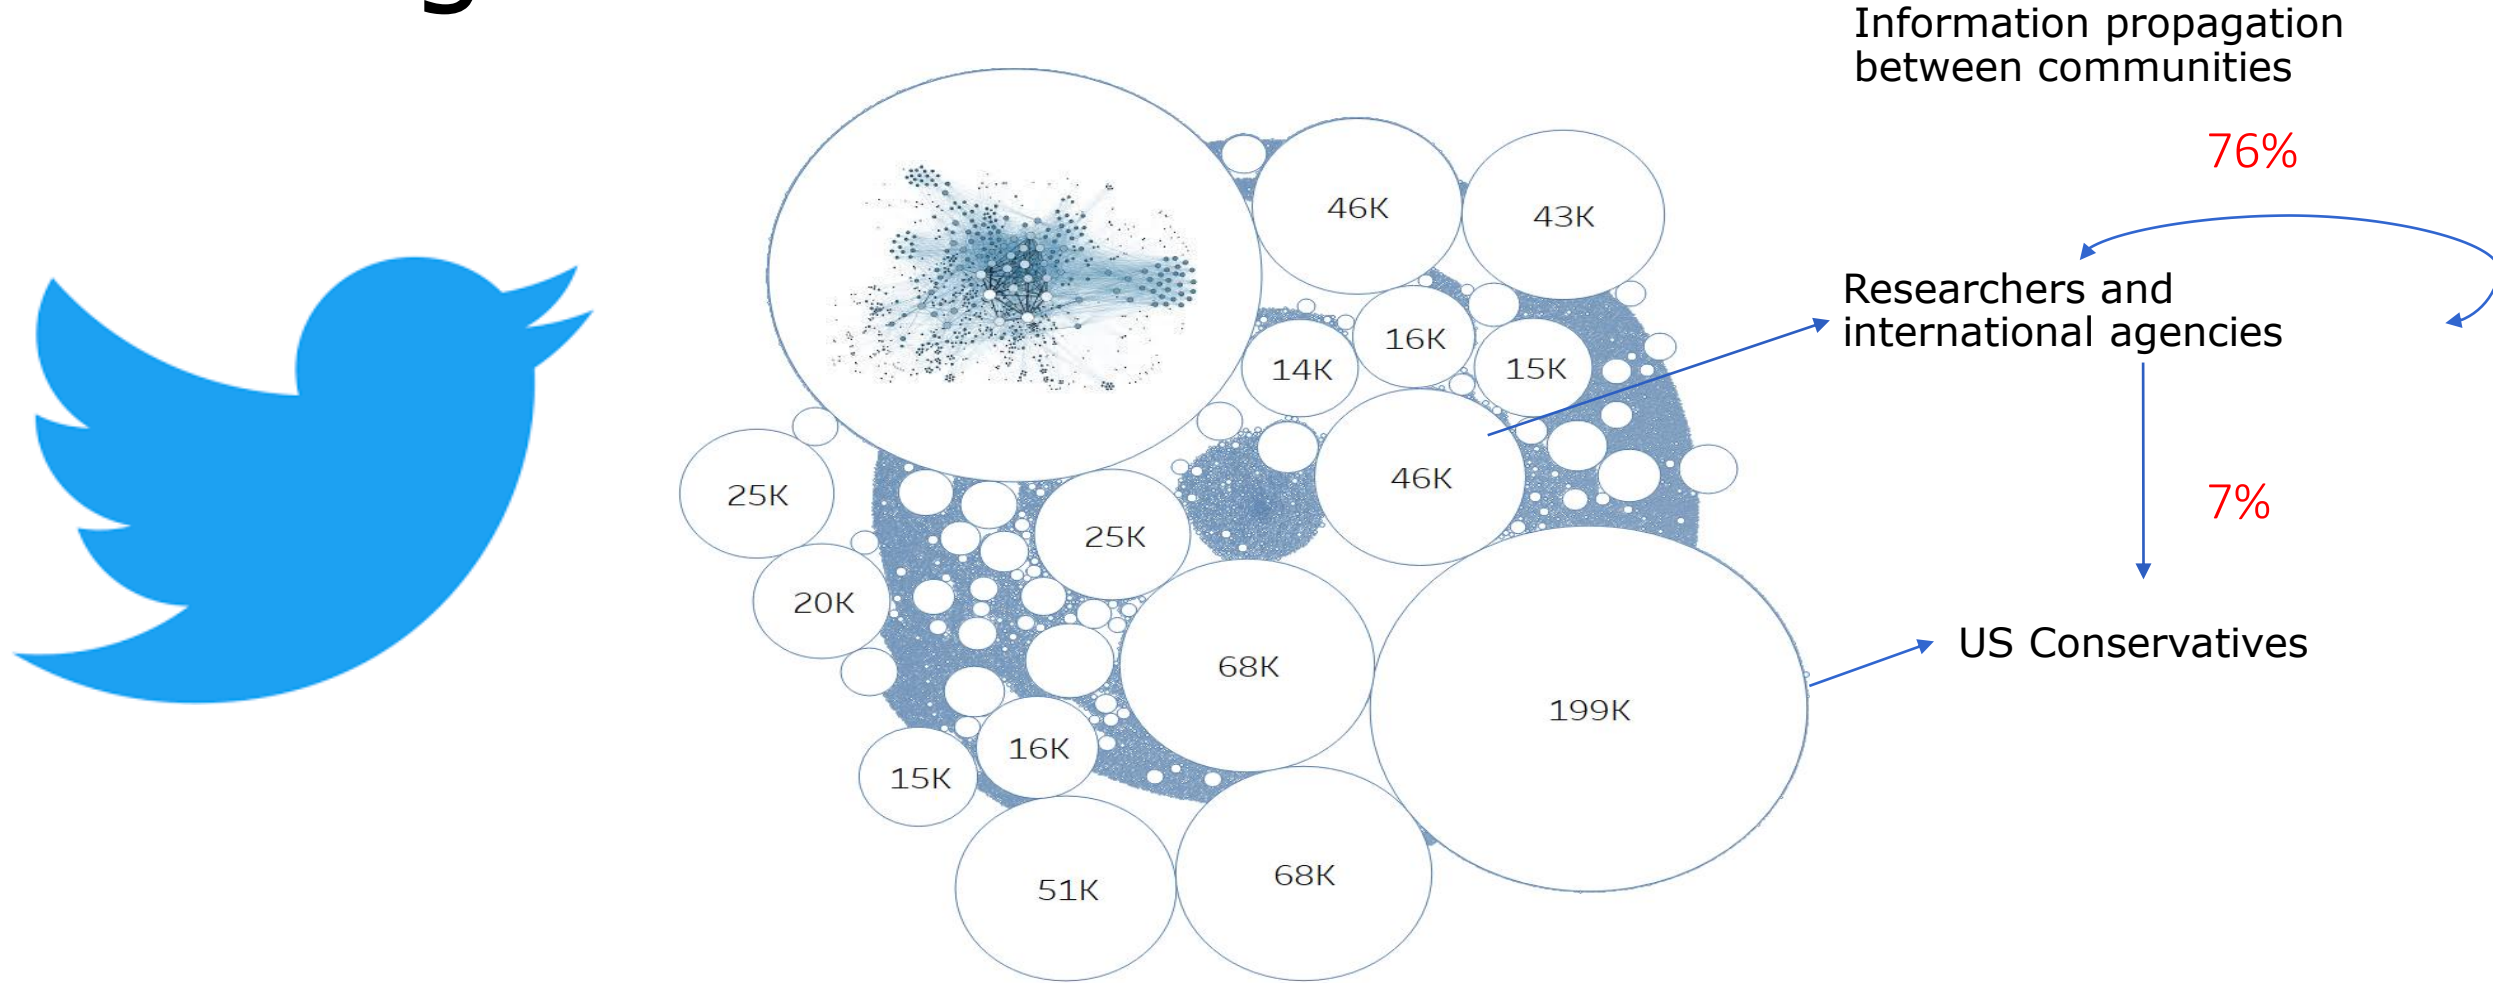 Information propagation
between communities
76%
46K
43K
Researchers and
international agencies
16K
14K
15K
46K
25K
7%
25K
20K
US Conservatives
68K
199K
16K
15K
68K
51K